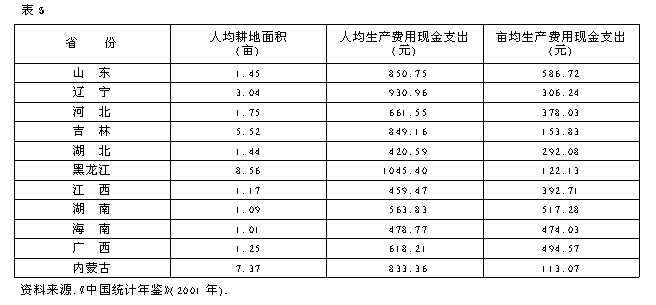 表 5
省 份 人均耕地面积 (亩) 人均生产费用现金支出 (元) 亩均生产费用现金支出 (元)
山 东 1.45 850.75 586.72
辽 宁 3.04 930.96 306.24
河 北 1.75 661.55 378.03
吉 林 5.52 849.16 153.83
湖 北 1.44 420.59 292.08
黑龙江 8.56 1045.40 122.13
江 西 1.17 459.47 392.71
湖 南 1.09 563.83 517.28
海 南 1.01 478.77 474.03
广 西 1.25 618.21 494.57
内蒙古 7.37 833.36 113.07
资料来源.《中国统计年鉴》(2001 年).